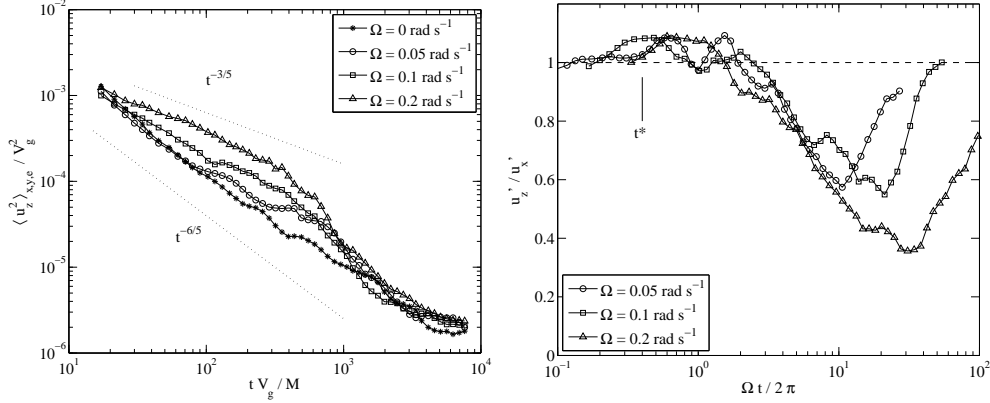 10^{-2}
10^{-3}
10^{-4}
10^{-5}
10^{-6}
⟨ u_z^2 ⟩_{x,y,e} / V_g^2
Ω = 0 rad s^{-1}
Ω = 0.05 rad s^{-1}
Ω = 0.1 rad s^{-1}
Ω = 0.2 rad s^{-1}
t^{-3/5}
t^{-6/5}
10^1 10^2 10^3 10^4
t V_g / M
1
0.8
0.6
0.4
0.2
0
u_z' / u_x'
t*
Ω = 0.05 rad s^{-1}
Ω = 0.1 rad s^{-1}
Ω = 0.2 rad s^{-1}
10^{-1} 10^0 10^1 10^2
Ω t / 2 π